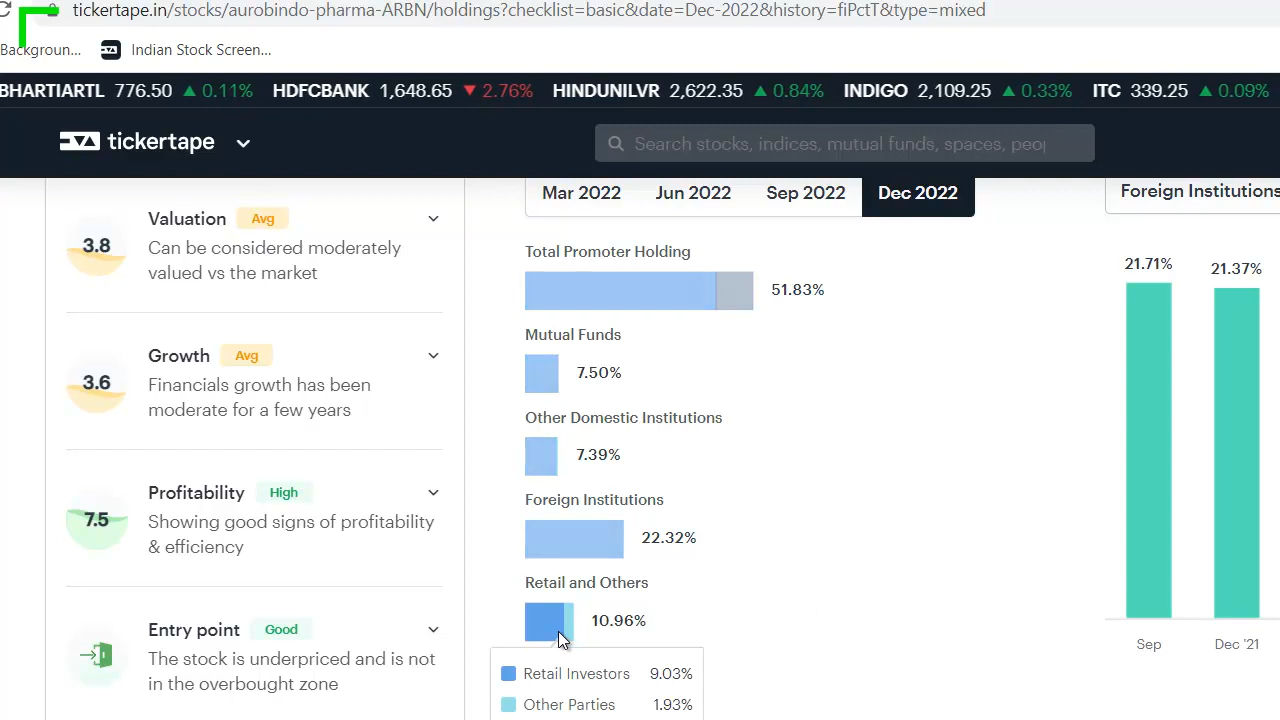 tickertape.in/stocks/aurobindo-pharma-ARBN/holdings?checklist=basic&date=Dec-2022&history=fiPctT&type=mixed
Backgroun... Indian Stock Screen...
BHARTIARTL 776.50 ▲ 0.11% HDFCBANK 1,648.65 ▼ 2.76% HINDUNILVR 2,622.35 ▲ 0.84% INDIGO 2,109.25 ▲ 0.33% ITC 339.25 ▲ 0.09%
tickertape
Search stocks, indices, mutual funds, spaces, peo
3.8
Valuation Avg
Can be considered moderately
valued vs the market
3.6
Growth Avg
Financials growth has been
moderate for a few years
7.5
Profitability High
Showing good signs of profitability
& efficiency
Entry point Good
The stock is underpriced and is not
in the overbought zone
Mar 2022 Jun 2022 Sep 2022 Dec 2022
Total Promoter Holding
51.83%
Mutual Funds
7.50%
Other Domestic Institutions
7.39%
Foreign Institutions
22.32%
Retail and Others
10.96%
Retail Investors 9.03%
Other Parties 1.93%
Foreign Institutions
21.71% 21.37%
Sep Dec '21